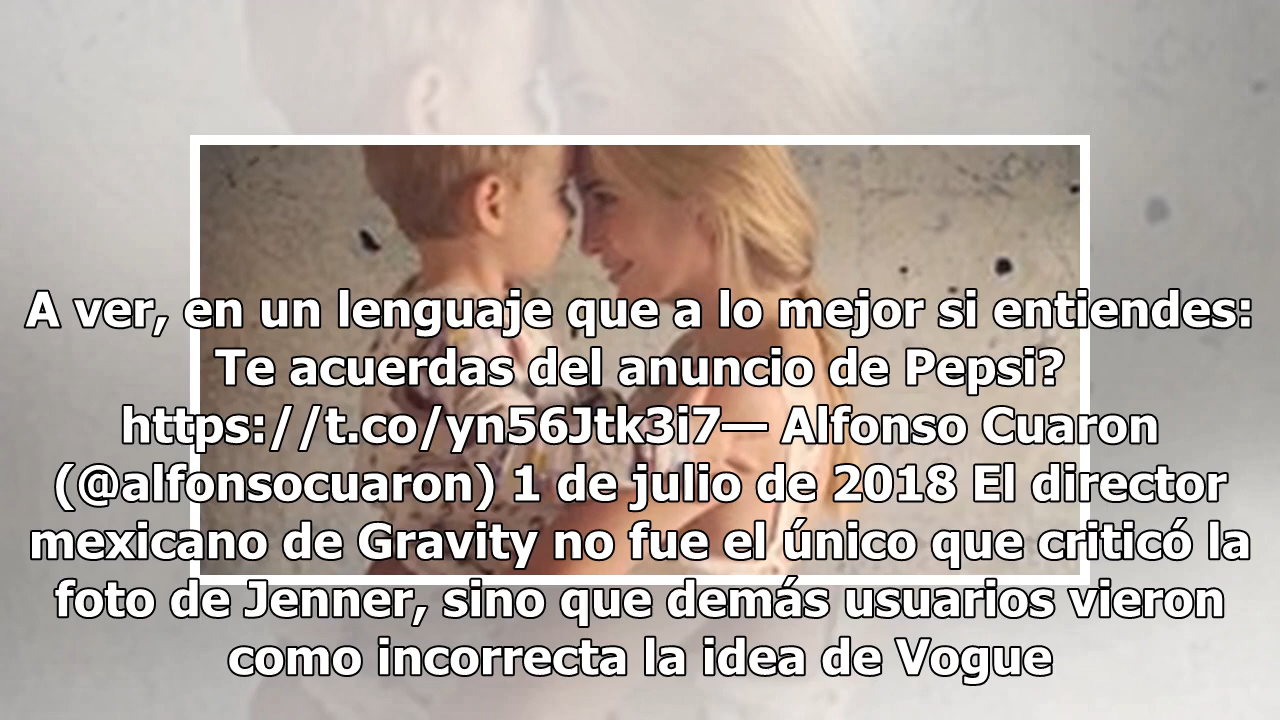 A ver, en un lenguaje que a lo mejor si entiendes:
Te acuerdas del anuncio de Pepsi?
https://t.co/yn56Jtk3i7— Alfonso Cuaron
(@alfonsocuaron) 1 de julio de 2018 El director
mexicano de Gravity no fue el único que criticó la
foto de Jenner, sino que demás usuarios vieron
como incorrecta la idea de Vogue